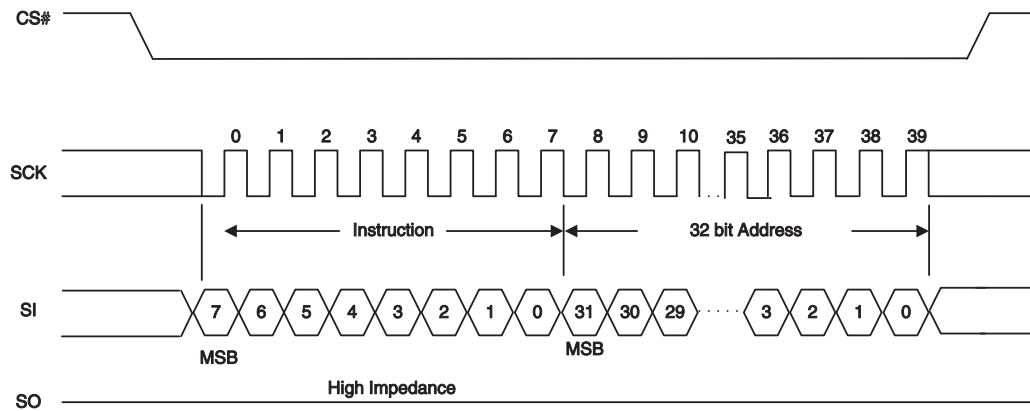 CS#
0 1 2 3 4 5 6 7 8 9 10 35 36 37 38 39
SCK
Instruction 32 bit Address
SI 7 6 5 4 3 2 1 0 31 30 29 3 2 1 0
MSB MSB
High Impedance
SO